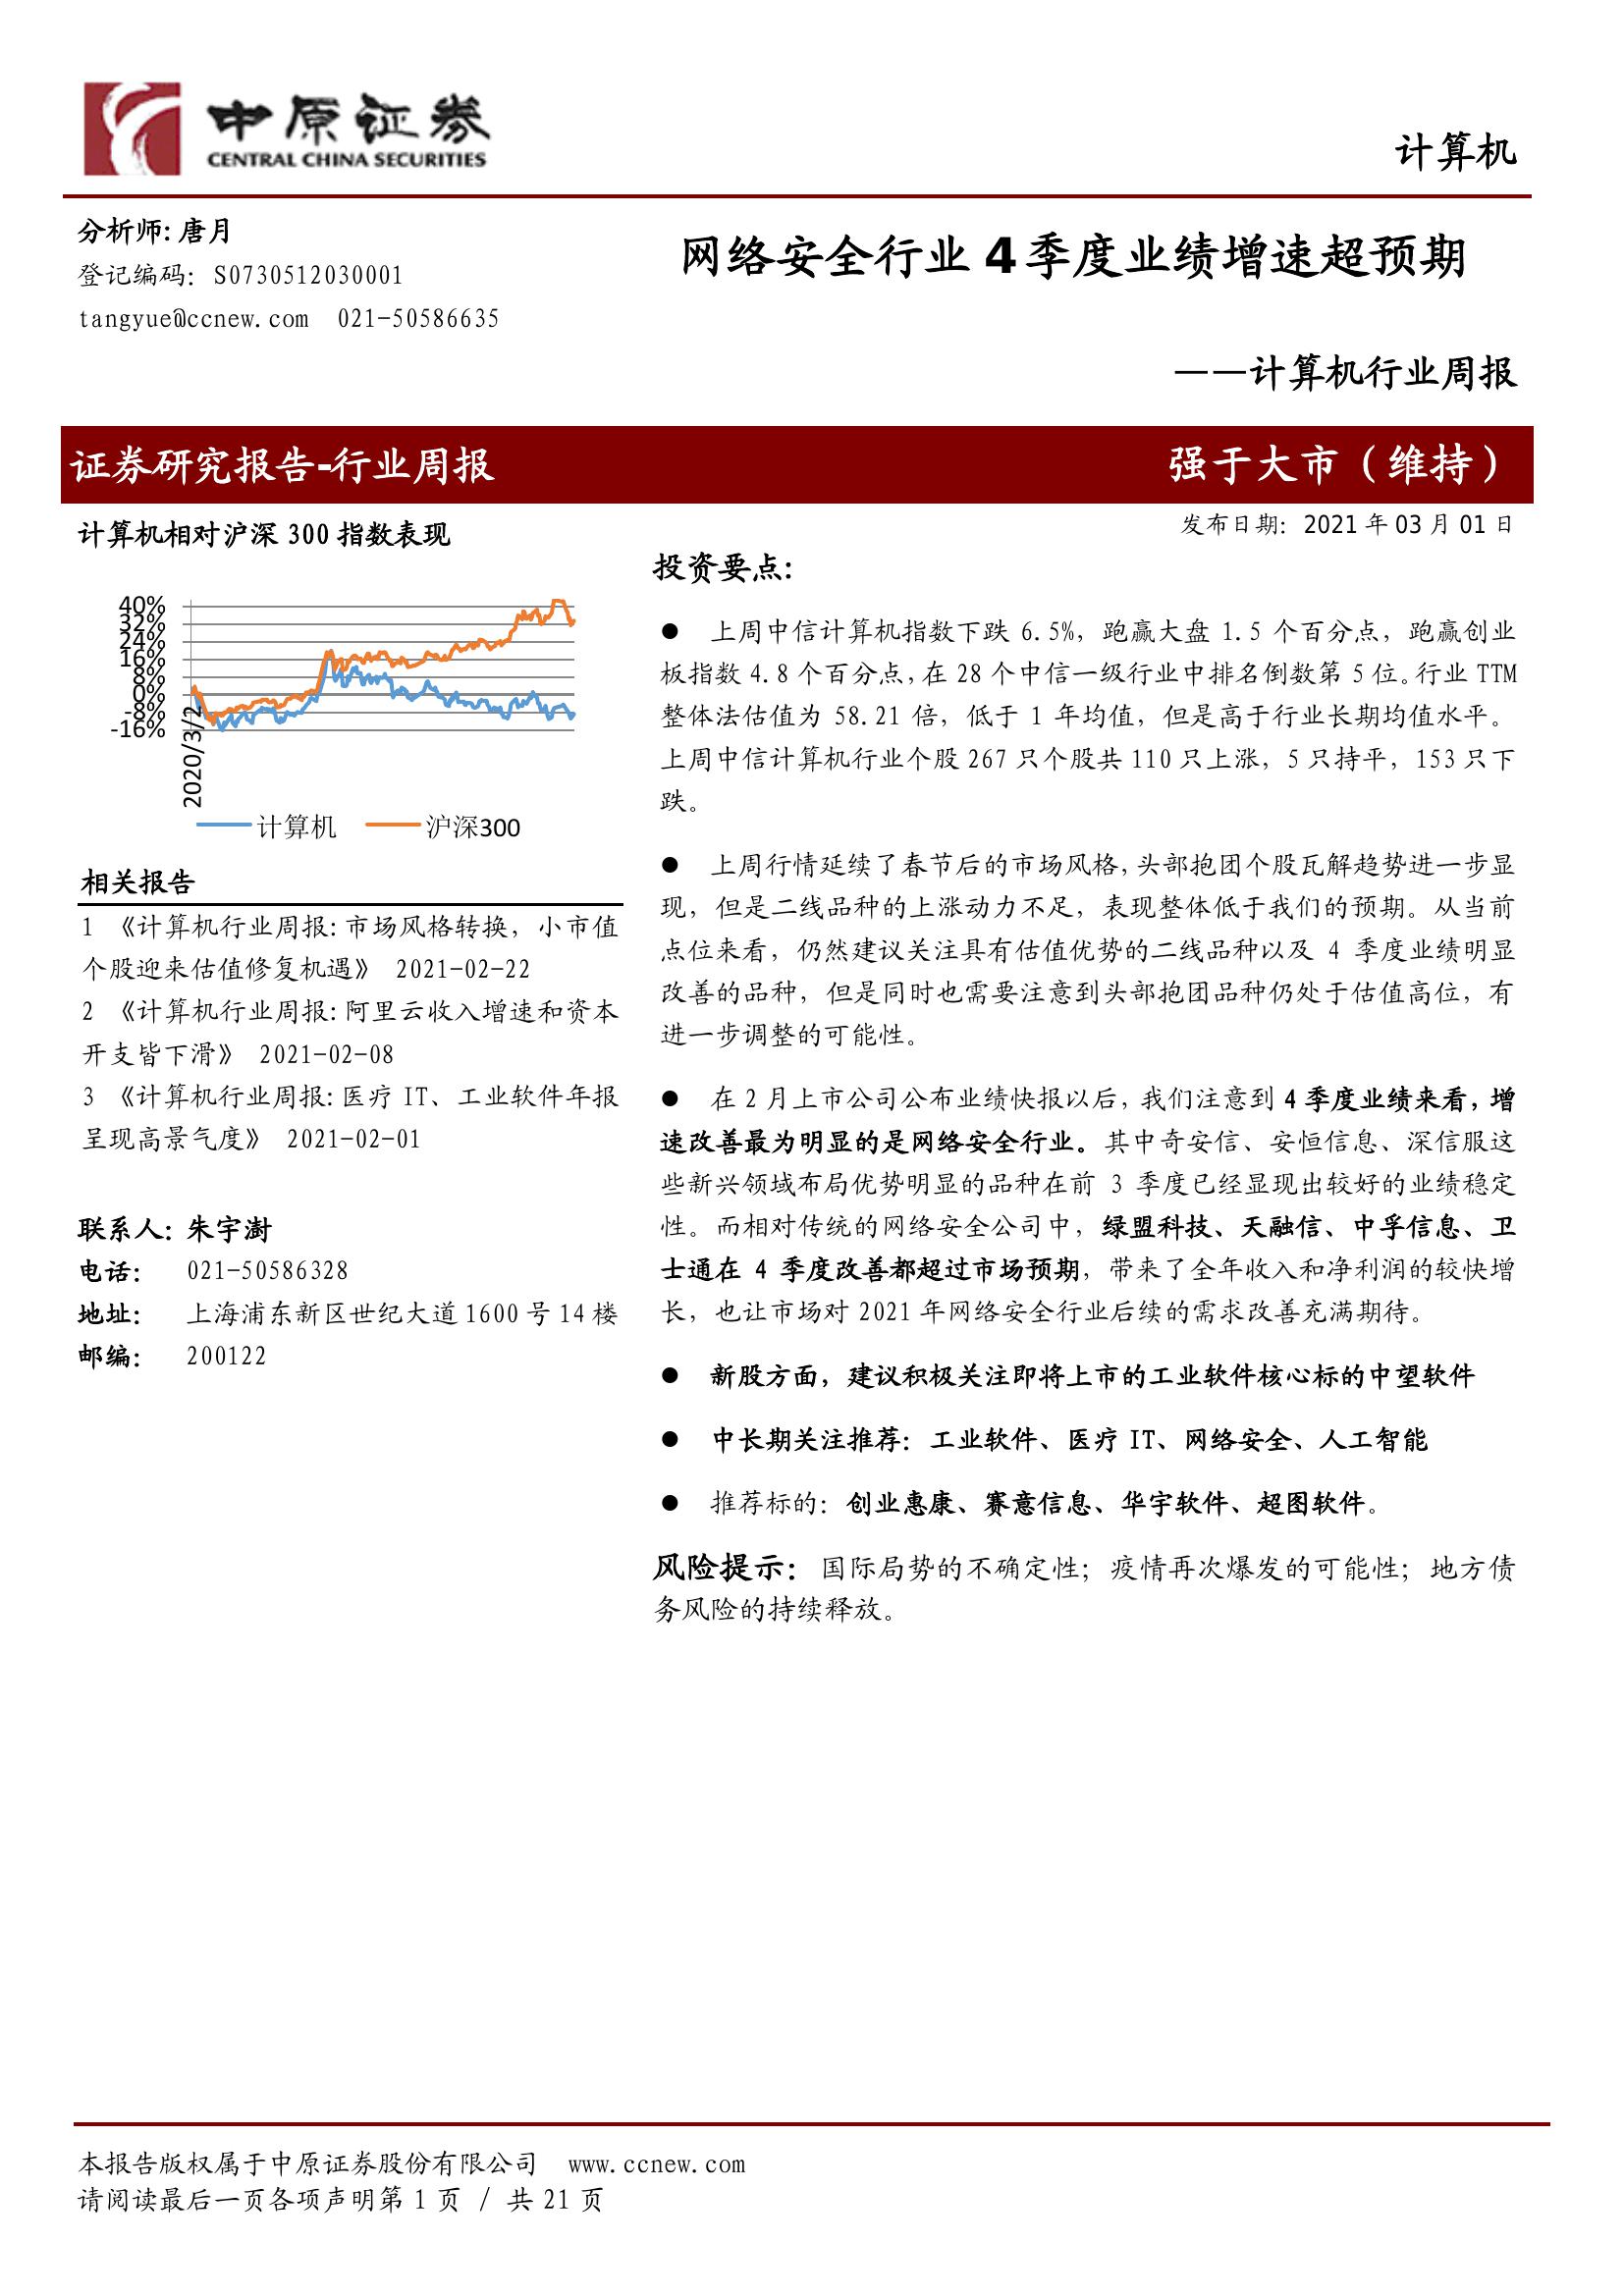 中原证券
CENTRAL CHINA SECURITIES
计算机
分析师:唐月
登记编码：S0730512030001
tangyue@ccnew.com  021-50586635
网络安全行业 4 季度业绩增速超预期
——计算机行业周报
证券研究报告-行业周报
强于大市（维持）
计算机相对沪深 300 指数表现
40%
32%
24%
16%
8%
0%
-8%
-16%
2020/3/2
计算机
沪深300
相关报告
1 《计算机行业周报:市场风格转换，小市值
个股迎来估值修复机遇》 2021-02-22
2 《计算机行业周报:阿里云收入增速和资本
开支皆下滑》 2021-02-08
3 《计算机行业周报:医疗 IT、工业软件年报
呈现高景气度》 2021-02-01
联系人: 朱宇澍
电话： 021-50586328
地址： 上海浦东新区世纪大道 1600 号 14 楼
邮编： 200122
发布日期：2021 年 03 月 01 日
投资要点:
● 上周中信计算机指数下跌 6.5%，跑赢大盘 1.5 个百分点，跑赢创业
板指数 4.8 个百分点，在 28 个中信一级行业中排名倒数第 5 位。行业 TTM
整体法估值为 58.21 倍，低于 1 年均值，但是高于行业长期均值水平。
上周中信计算机行业个股 267 只个股共 110 只上涨，5 只持平，153 只下
跌。
● 上周行情延续了春节后的市场风格，头部抱团个股瓦解趋势进一步显
现，但是二线品种的上涨动力不足，表现整体低于我们的预期。从当前
点位来看，仍然建议关注具有估值优势的二线品种以及 4 季度业绩明显
改善的品种，但是同时也需要注意到头部抱团品种仍处于估值高位，有
进一步调整的可能性。
● 在 2 月上市公司公布业绩快报以后，我们注意到 4 季度业绩来看，增
速改善最为明显的是网络安全行业。其中奇安信、安恒信息、深信服这
些新兴领域布局优势明显的品种在前 3 季度已经显现出较好的业绩稳定
性。而相对传统的网络安全公司中，绿盟科技、天融信、中孚信息、卫
士通在 4 季度改善都超过市场预期，带来了全年收入和净利润的较快增
长，也让市场对 2021 年网络安全行业后续的需求改善充满期待。
● 新股方面，建议积极关注即将上市的工业软件核心标的中望软件
● 中长期关注推荐：工业软件、医疗 IT、网络安全、人工智能
● 推荐标的：创业惠康、赛意信息、华宇软件、超图软件。
风险提示：国际局势的不确定性；疫情再次爆发的可能性；地方债
务风险的持续释放。
本报告版权属于中原证券股份有限公司 www.ccnew.com
请阅读最后一页各项声明第 1 页 / 共 21 页